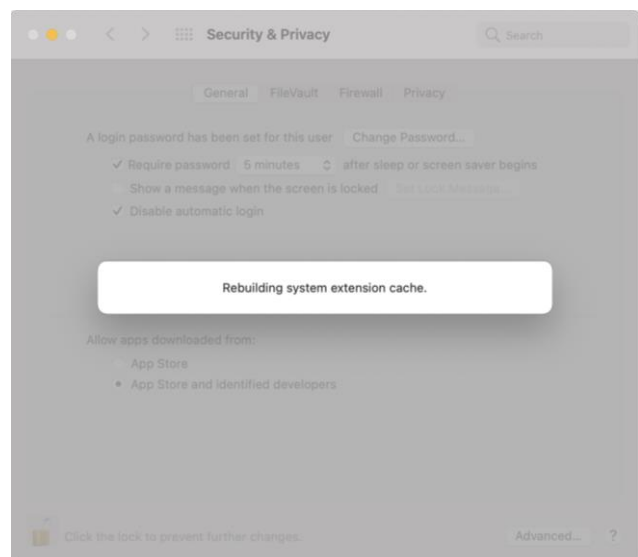 Security & Privacy
Search
General FileVault Firewall Privacy
A login password has been set for this user Change Password...
Require password 5 minutes after sleep or screen saver begins
Show a message when the screen is locked Set Lock Message...
Disable automatic login
Rebuilding system extension cache.
Allow apps downloaded from:
App Store
App Store and identified developers
Click the lock to prevent further changes.
Advanced... ?